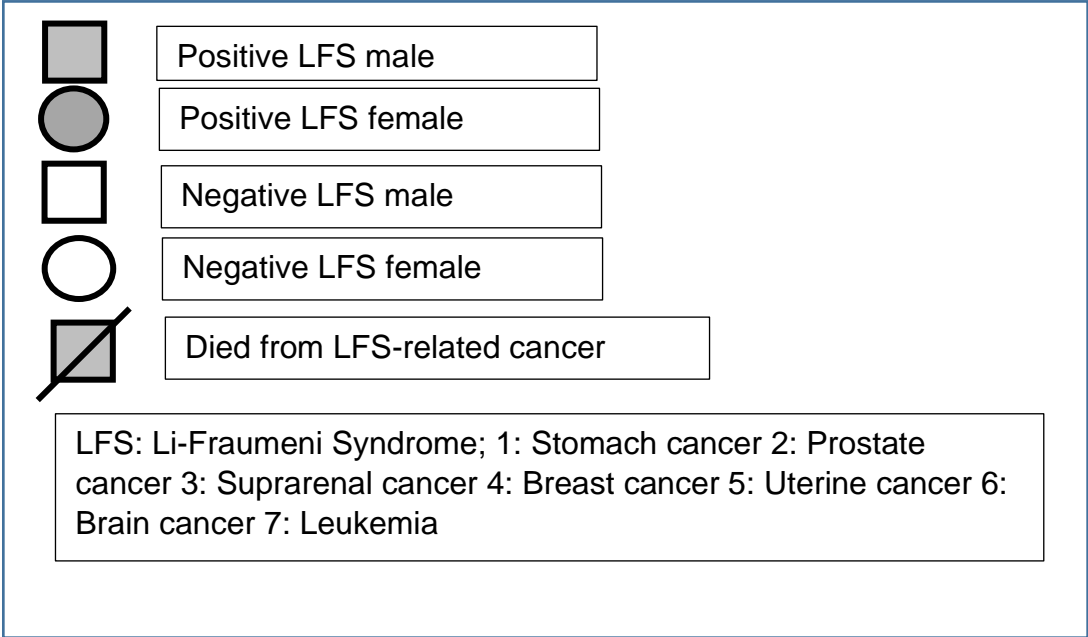 Positive LFS male
Positive LFS female
Negative LFS male
Negative LFS female
Died from LFS-related cancer
LFS: Li-Fraumeni Syndrome; 1: Stomach cancer 2: Prostate
cancer 3: Suprarenal cancer 4: Breast cancer 5: Uterine cancer 6:
Brain cancer 7: Leukemia